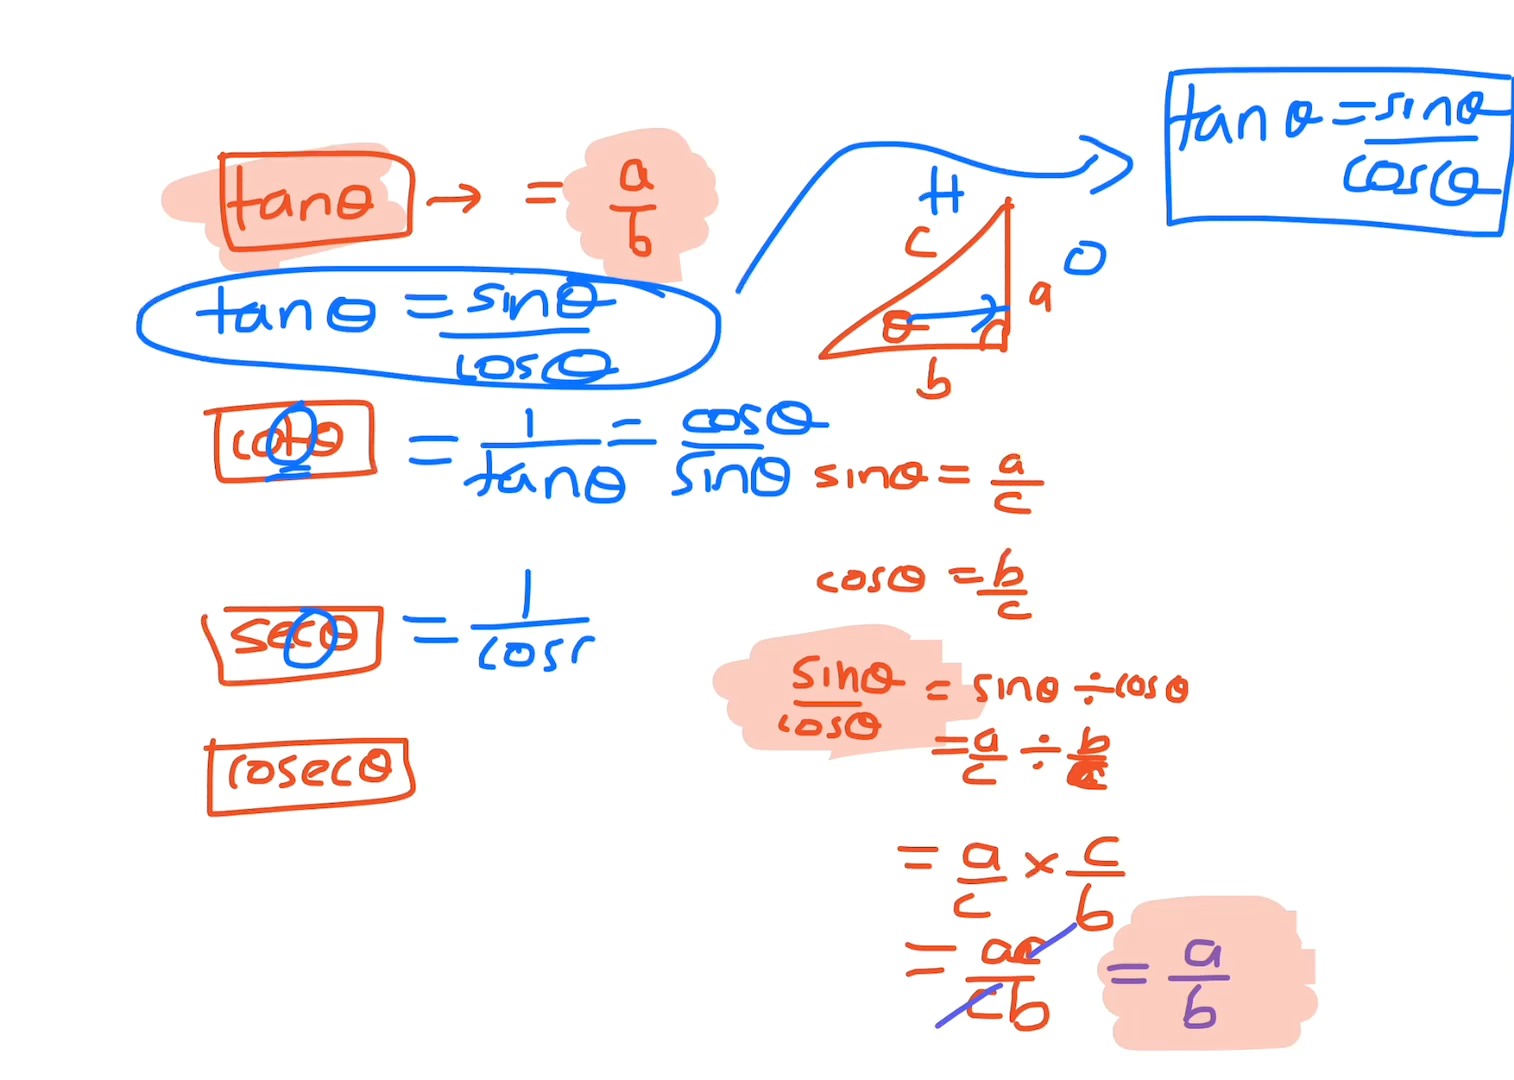 tanθ → = a/b
tanθ = sinθ/cosθ
cotθ = 1/tanθ = cosθ/sinθ
secθ = 1/cosr
cosecθ
H
c
O
a
θ
b
tanθ = sinθ/cosθ
sinθ = a/c
cosθ = b/c
sinθ/cosθ = sinθ ÷ cosθ
= a/c ÷ b/c
= a/c × c/b
= ac/cb = a/b